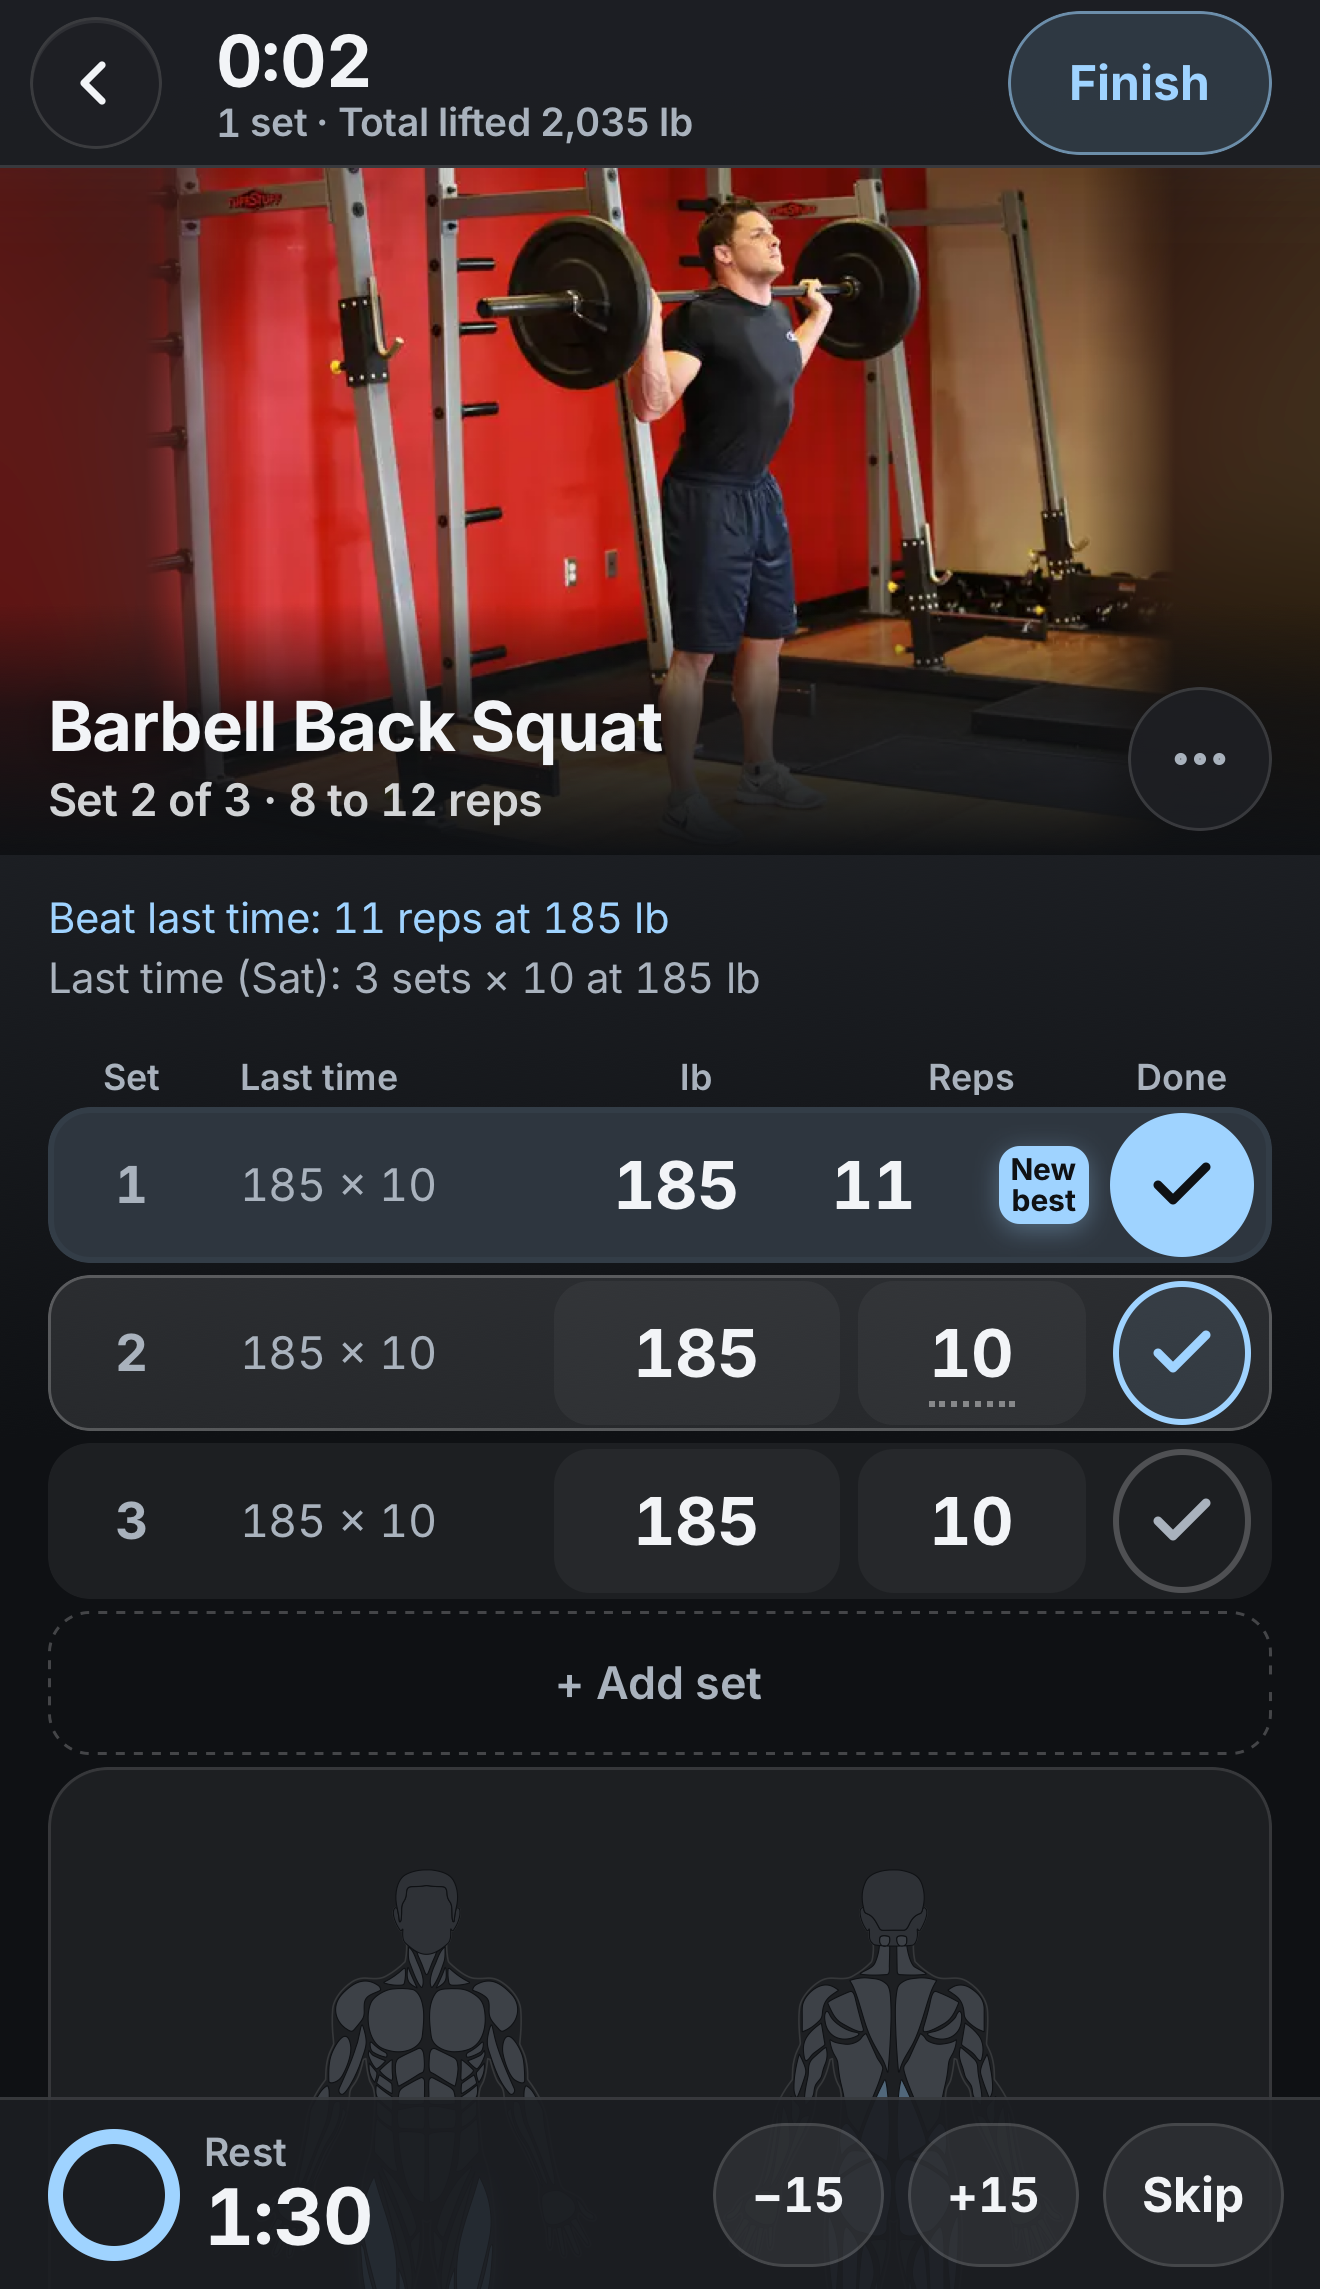 0:02
1 set · Total lifted 2,035 lb
Finish
Barbell Back Squat
Set 2 of 3 · 8 to 12 reps
Beat last time: 11 reps at 185 lb
Last time (Sat): 3 sets × 10 at 185 lb
Set Last time lb Reps Done
1 185 × 10 185 11 New best
2 185 × 10 185 10
3 185 × 10 185 10
+ Add set
Rest
1:30
−15 +15 Skip